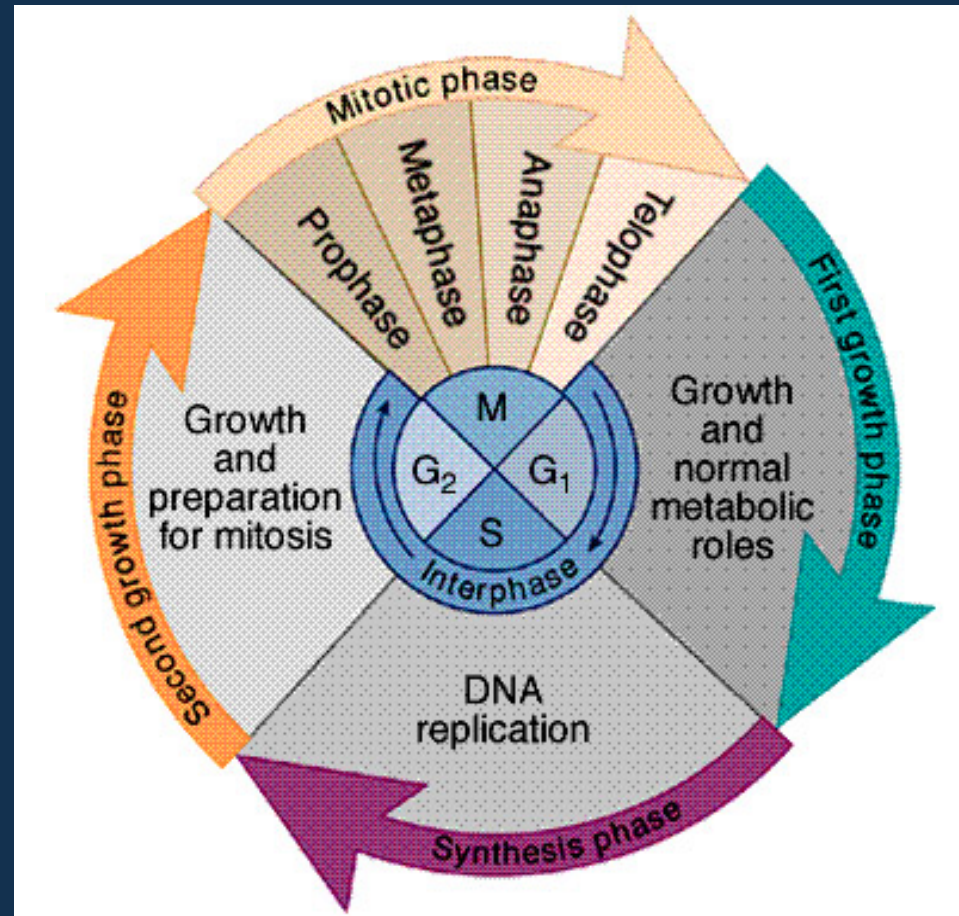 Mitotic phase
Prophase
Metaphase
Anaphase
Telophase
First growth phase
Growth
and
normal
metabolic
roles
Growth
and
preparation
for mitosis
Second growth phase
M
G₂
G₁
S
Interphase
DNA
replication
Synthesis phase